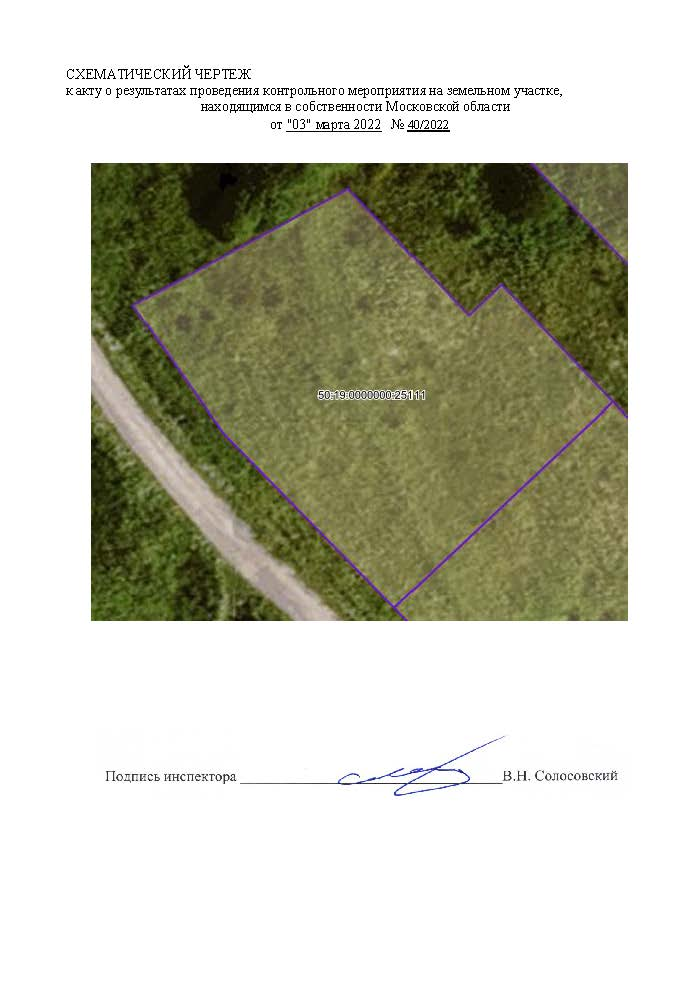 СХЕМАТИЧЕСКИЙ ЧЕРТЕЖ
к акту о результатах проведения контрольного мероприятия на земельном участке,
находящимся в собственности Московской области
от "03" марта 2022 № 40/2022
50:19:0000000:25111
Подпись инспектора В.Н. Солосовский